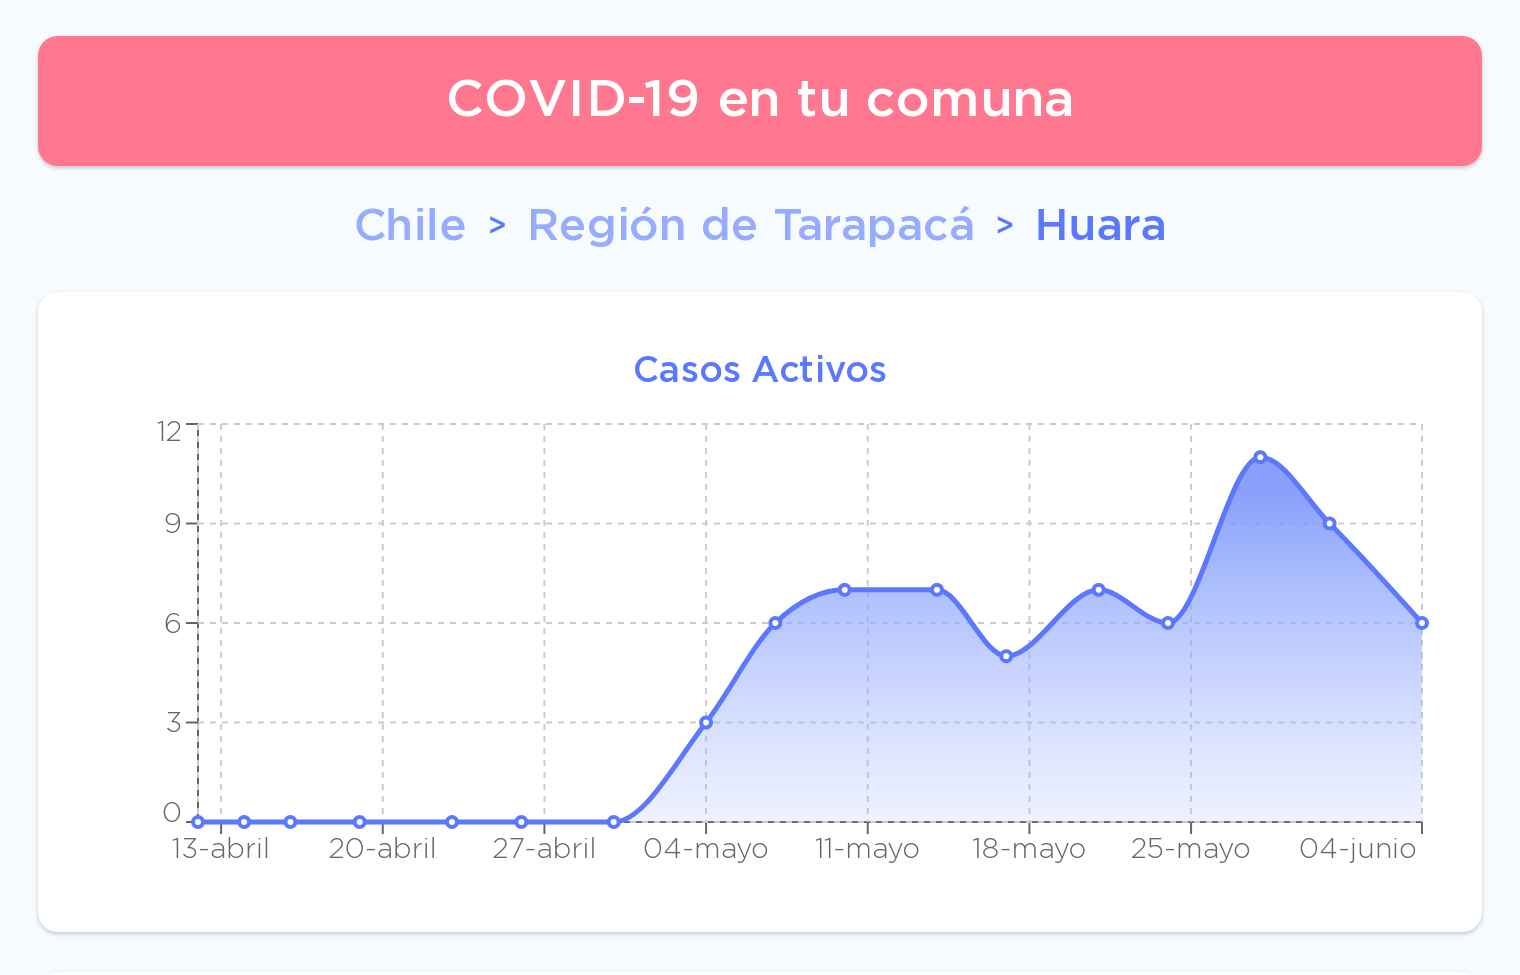 COVID-19 en tu comuna
Chile > Región de Tarapacá > Huara
Casos Activos
12
9
6
3
0
13-abril 20-abril 27-abril 04-mayo 11-mayo 18-mayo 25-mayo 04-junio